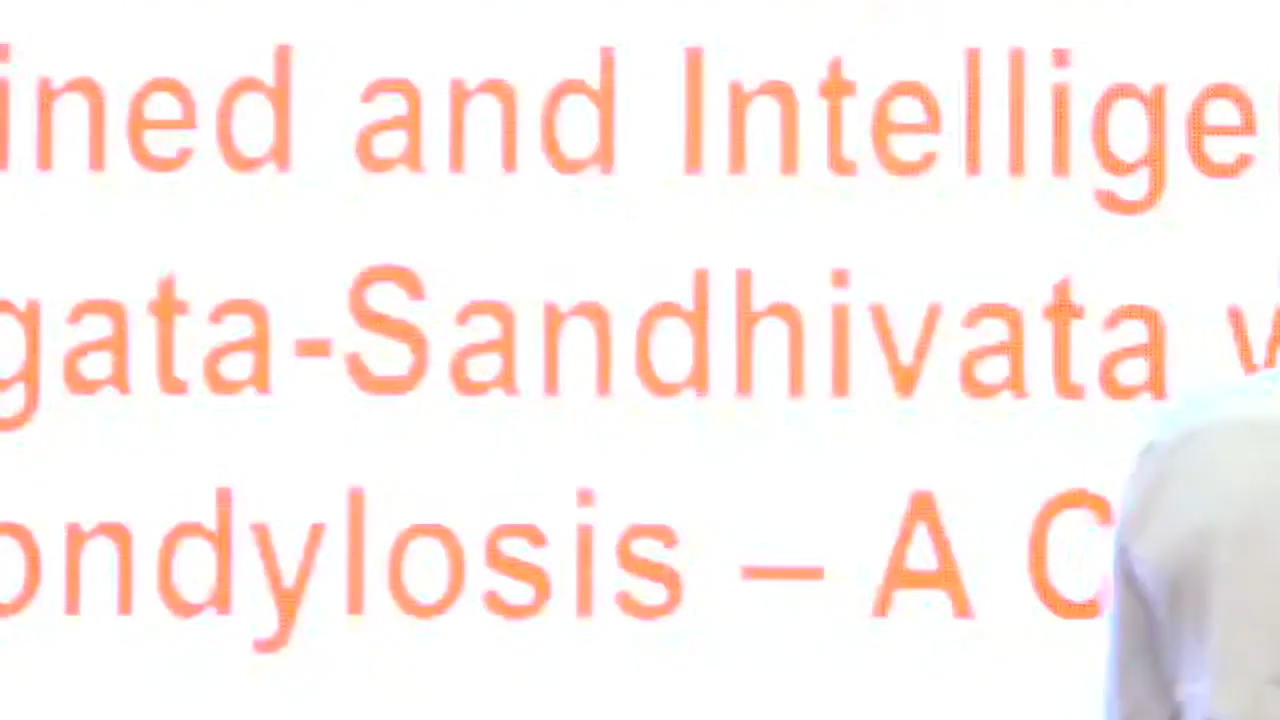 ined and Intellige
gata-Sandhivata
ondylosis – A C